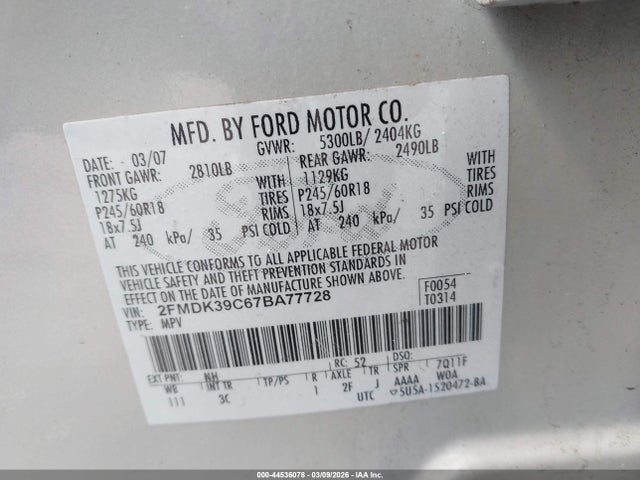 MFD. BY FORD MOTOR CO.
DATE: 03/07 GVWR: 5300LB/ 2404KG
FRONT GAWR: 2810LB REAR GAWR: 2490LB
1275KG WITH 1129KG WITH
P245/60R18 TIRES P245/60R18 TIRES
18x7.5J RIMS 18x7.5J RIMS
AT 240 kPa/ 35 PSI COLD AT 240 kPa/ 35 PSI COLD
THIS VEHICLE CONFORMS TO ALL APPLICABLE FEDERAL MOTOR
VEHICLE SAFETY AND THEFT PREVENTION STANDARDS IN
EFFECT ON THE DATE OF MANUFACTURE SHOWN ABOVE.
VIN: 2FMDK39C67BA77728 F0054
TYPE: MPV T0314
EXT PNT: NH RC: 52 DSO:
WB INT TR TP/PS R AXLE TR SPR 7Q11F
111 3C 1 2F J AAAA WOA
UTC 5U5A-1520472-BA
000-44536078 - 03/09/2026 - IAA Inc.